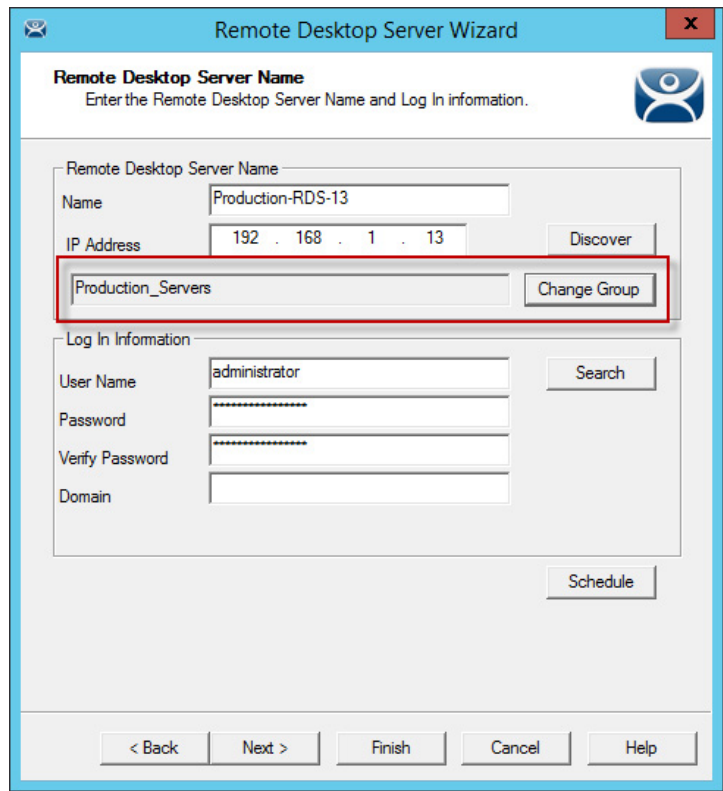 Remote Desktop Server Wizard
x
Remote Desktop Server Name
Enter the Remote Desktop Server Name and Log In information.
Remote Desktop Server Name
Name Production-RDS-13
IP Address 192 . 168 . 1 . 13 Discover
Production_Servers Change Group
Log In Information
User Name administrator Search
Password ****************
Verify Password ****************
Domain
Schedule
< Back Next > Finish Cancel Help